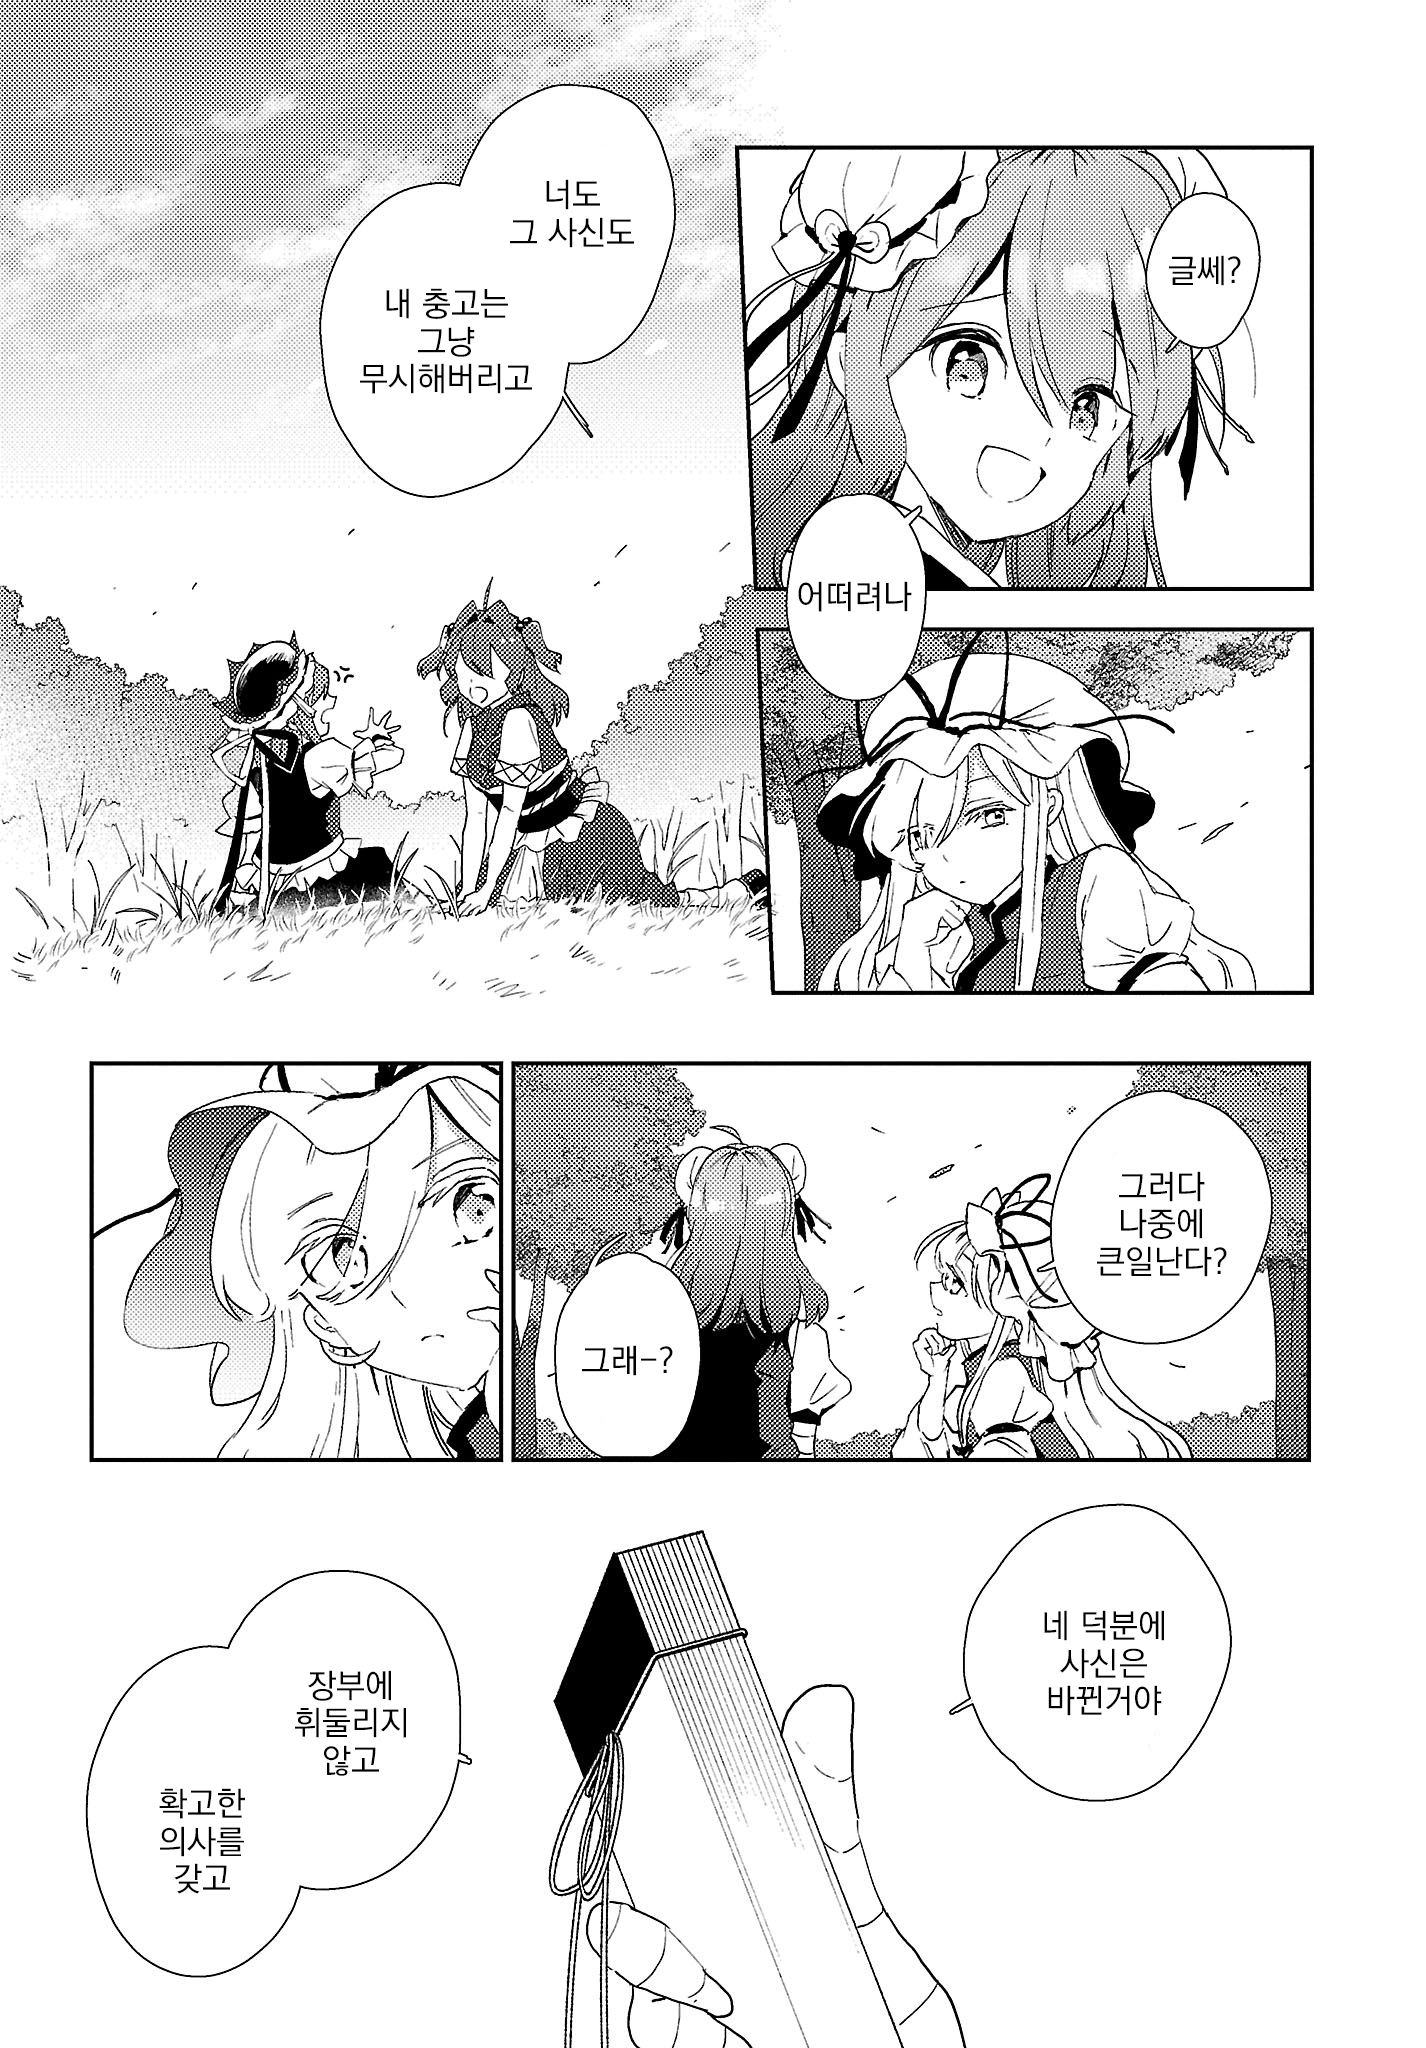 글쎄?
어떠려나
너도
그 사신도
내 충고는
그냥
무시해버리고
그러다
나중에
큰일난다?
그래-?
네 덕분에
사신은
바뀐거야
장부에
휘둘리지
않고
확고한
의사를
갖고